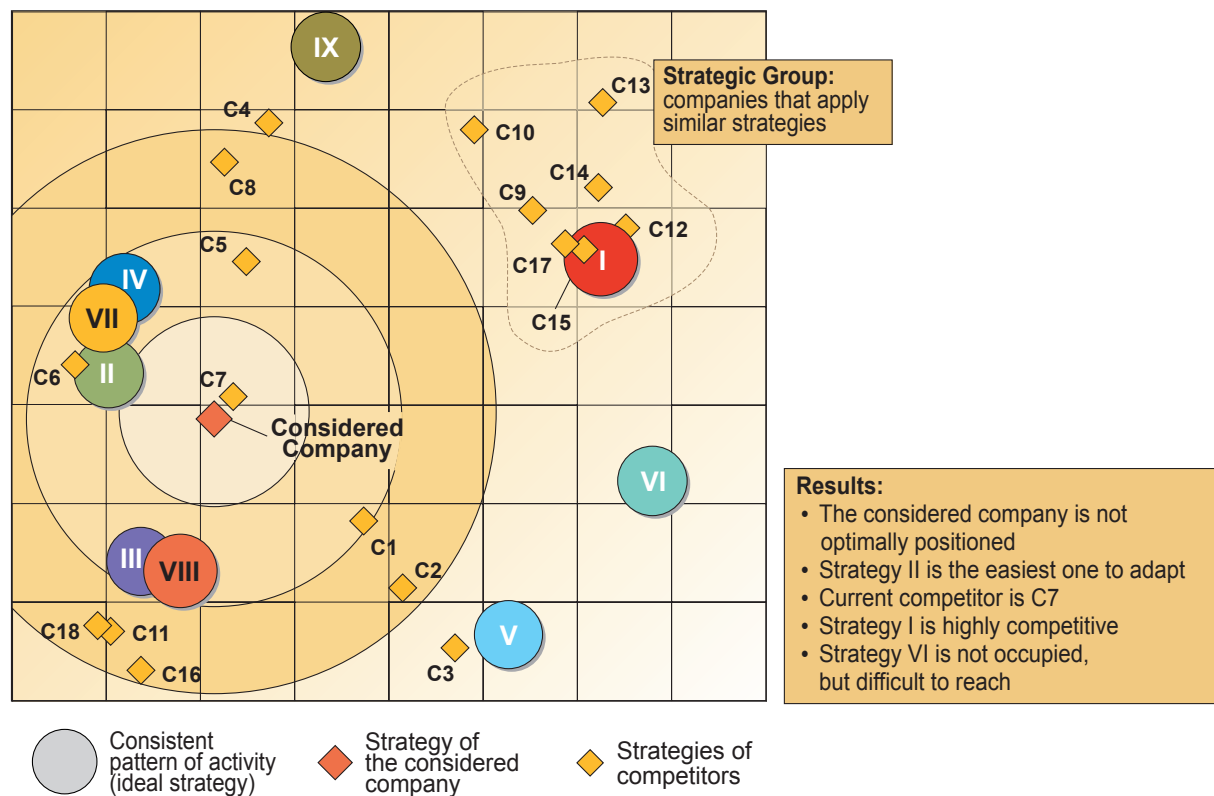 IX
Strategic Group:
companies that apply
similar strategies
C13
C4
C10
C8
C14
C9
C12
C5
C17
I
IV
C15
VII
C6
II
C7
Considered
Company
VI
Results:
• The considered company is not
optimally positioned
• Strategy II is the easiest one to adapt
• Current competitor is C7
• Strategy I is highly competitive
• Strategy VI is not occupied,
but difficult to reach
C1
III
VIII
C2
C18
C11
V
C16
C3
Consistent
pattern of activity
(ideal strategy)
Strategy of
the considered
company
Strategies of
competitors